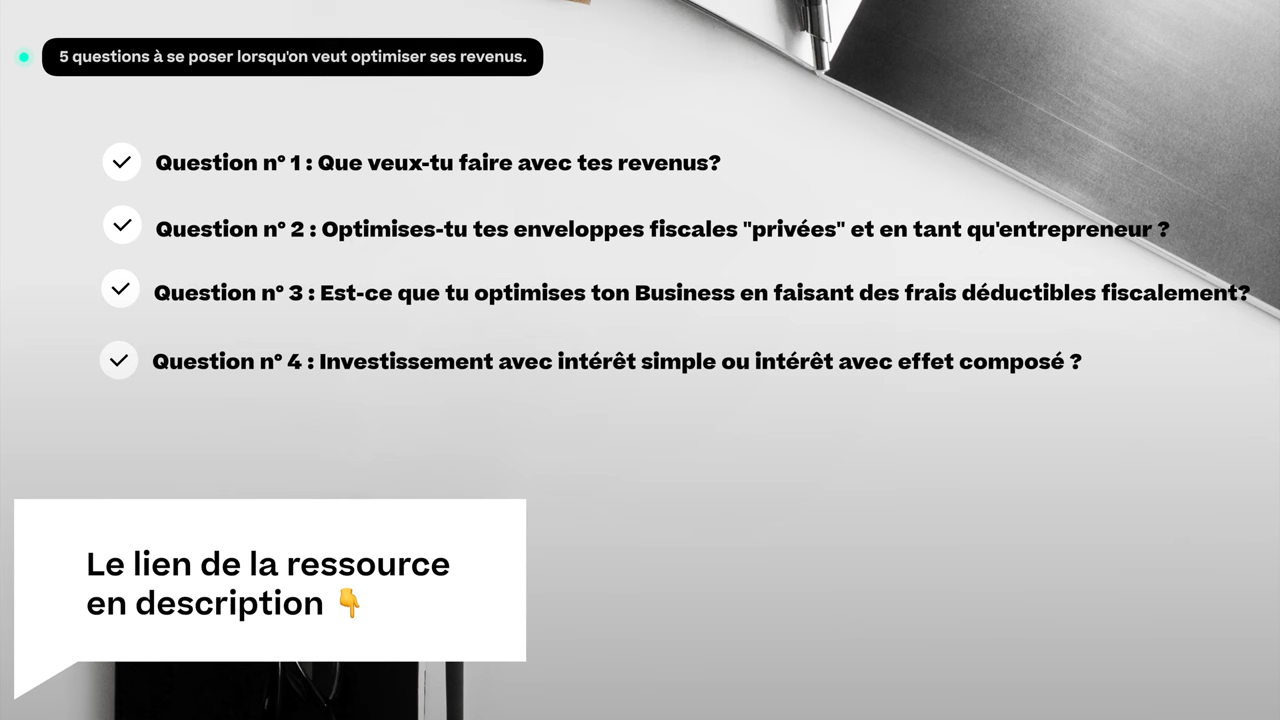 5 questions à se poser lorsqu'on veut optimiser ses revenus.
Question n° 1 : Que veux-tu faire avec tes revenus?
Question n° 2 : Optimises-tu tes enveloppes fiscales "privées" et en tant qu'entrepreneur ?
Question n° 3 : Est-ce que tu optimises ton Business en faisant des frais déductibles fiscalement?
Question n° 4 : Investissement avec intérêt simple ou intérêt avec effet composé ?
Le lien de la ressource
en description 👇